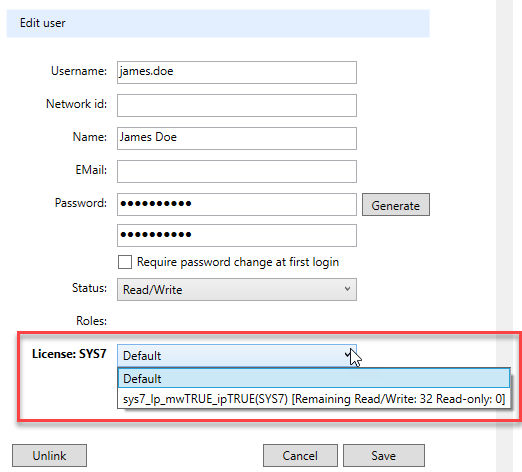 Edit user
Username: james.doe
Network id:
Name: James Doe
EMail:
Password: ●●●●●●●●●● Generate
●●●●●●●●●●
Require password change at first login
Status: Read/Write
Roles:
License: SYS7 Default
Default
sys7_lp_mwTRUE_ipTRUE(SYS7) [Remaining Read/Write: 32 Read-only: 0]
Unlink Cancel Save